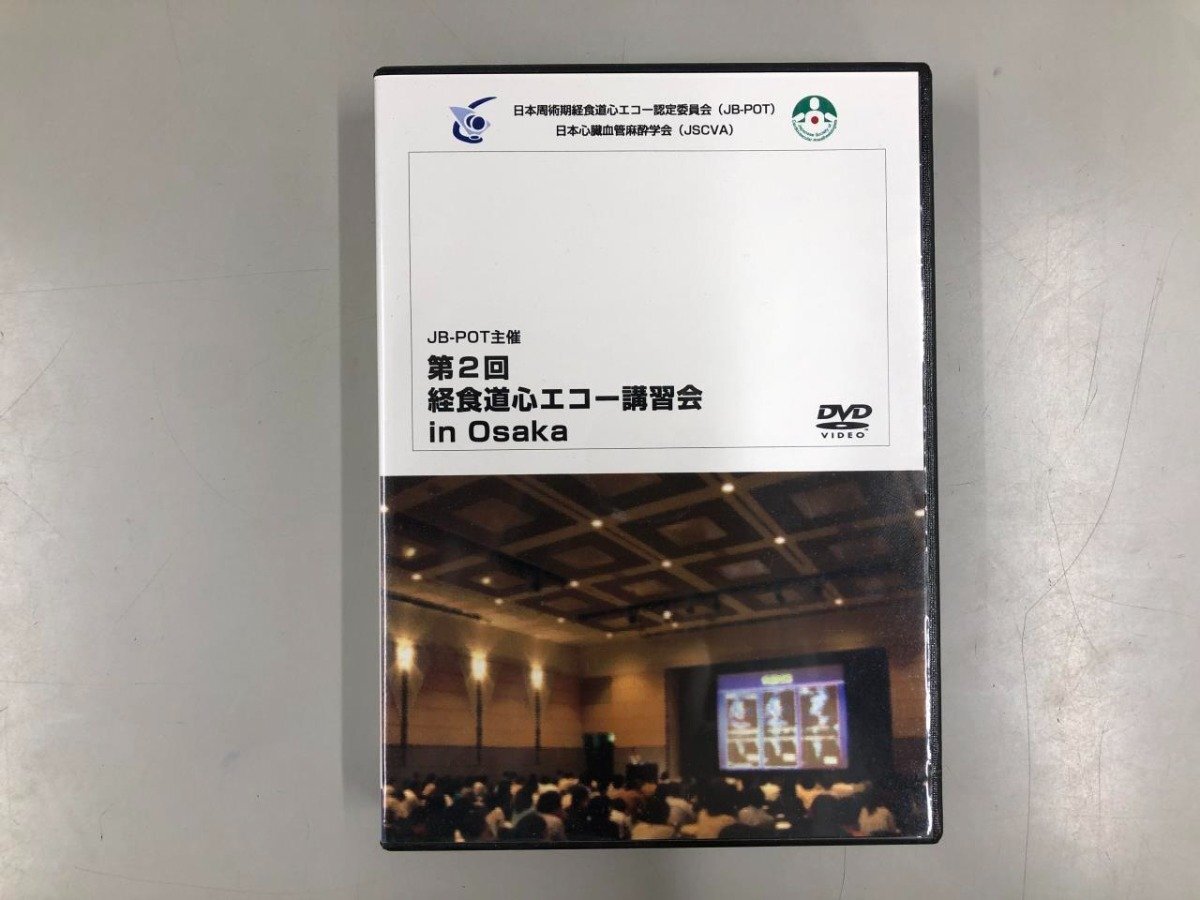 日本周術期経食道心エコー認定委員会（JB-POT）
日本心臓血管麻酔学会（JSCVA）
JB-POT主催
第2回
経食道心エコー講習会
in Osaka
DVD
VIDEO